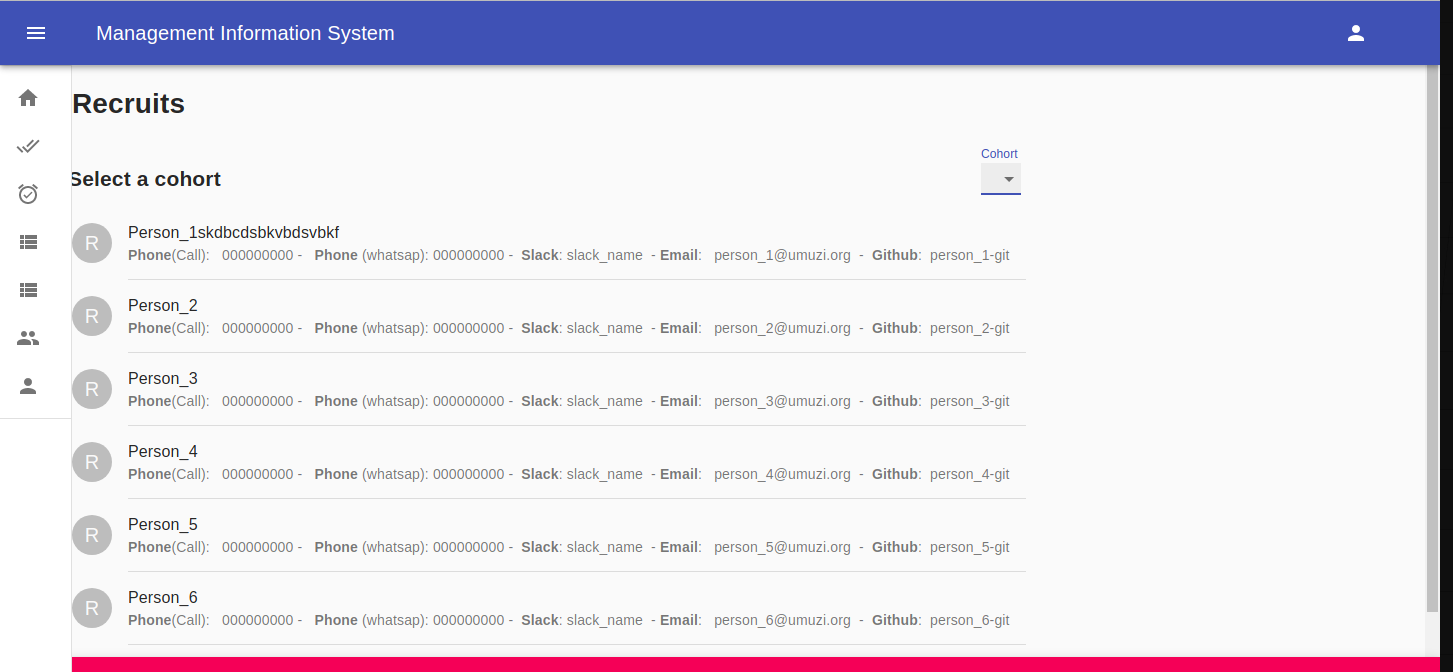 Management Information System
Recruits
Cohort
Select a cohort
R
Person_1skdbcdsbkvbdsvbkf
Phone(Call): 000000000 - Phone (whatsap): 000000000 - Slack: slack_name - Email: person_1@umuzi.org - Github: person_1-git
R
Person_2
Phone(Call): 000000000 - Phone (whatsap): 000000000 - Slack: slack_name - Email: person_2@umuzi.org - Github: person_2-git
R
Person_3
Phone(Call): 000000000 - Phone (whatsap): 000000000 - Slack: slack_name - Email: person_3@umuzi.org - Github: person_3-git
R
Person_4
Phone(Call): 000000000 - Phone (whatsap): 000000000 - Slack: slack_name - Email: person_4@umuzi.org - Github: person_4-git
R
Person_5
Phone(Call): 000000000 - Phone (whatsap): 000000000 - Slack: slack_name - Email: person_5@umuzi.org - Github: person_5-git
R
Person_6
Phone(Call): 000000000 - Phone (whatsap): 000000000 - Slack: slack_name - Email: person_6@umuzi.org - Github: person_6-git